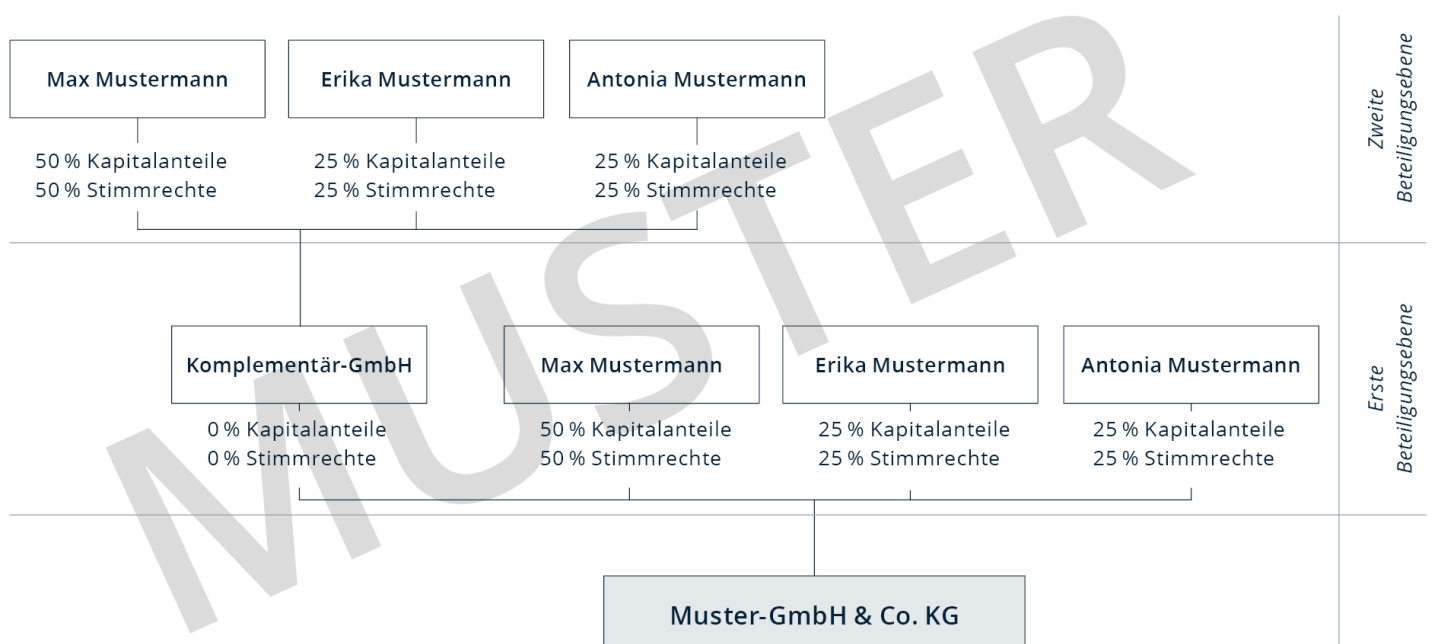 Max Mustermann
Erika Mustermann
Antonia Mustermann
50 % Kapitalanteile
50 % Stimmrechte
25 % Kapitalanteile
25 % Stimmrechte
25 % Kapitalanteile
25 % Stimmrechte
Zweite
Beteiligungsebene
Komplementär-GmbH
Max Mustermann
Erika Mustermann
Antonia Mustermann
0 % Kapitalanteile
0 % Stimmrechte
50 % Kapitalanteile
50 % Stimmrechte
25 % Kapitalanteile
25 % Stimmrechte
25 % Kapitalanteile
25 % Stimmrechte
Erste
Beteiligungsebene
Muster-GmbH & Co. KG
MUSTER